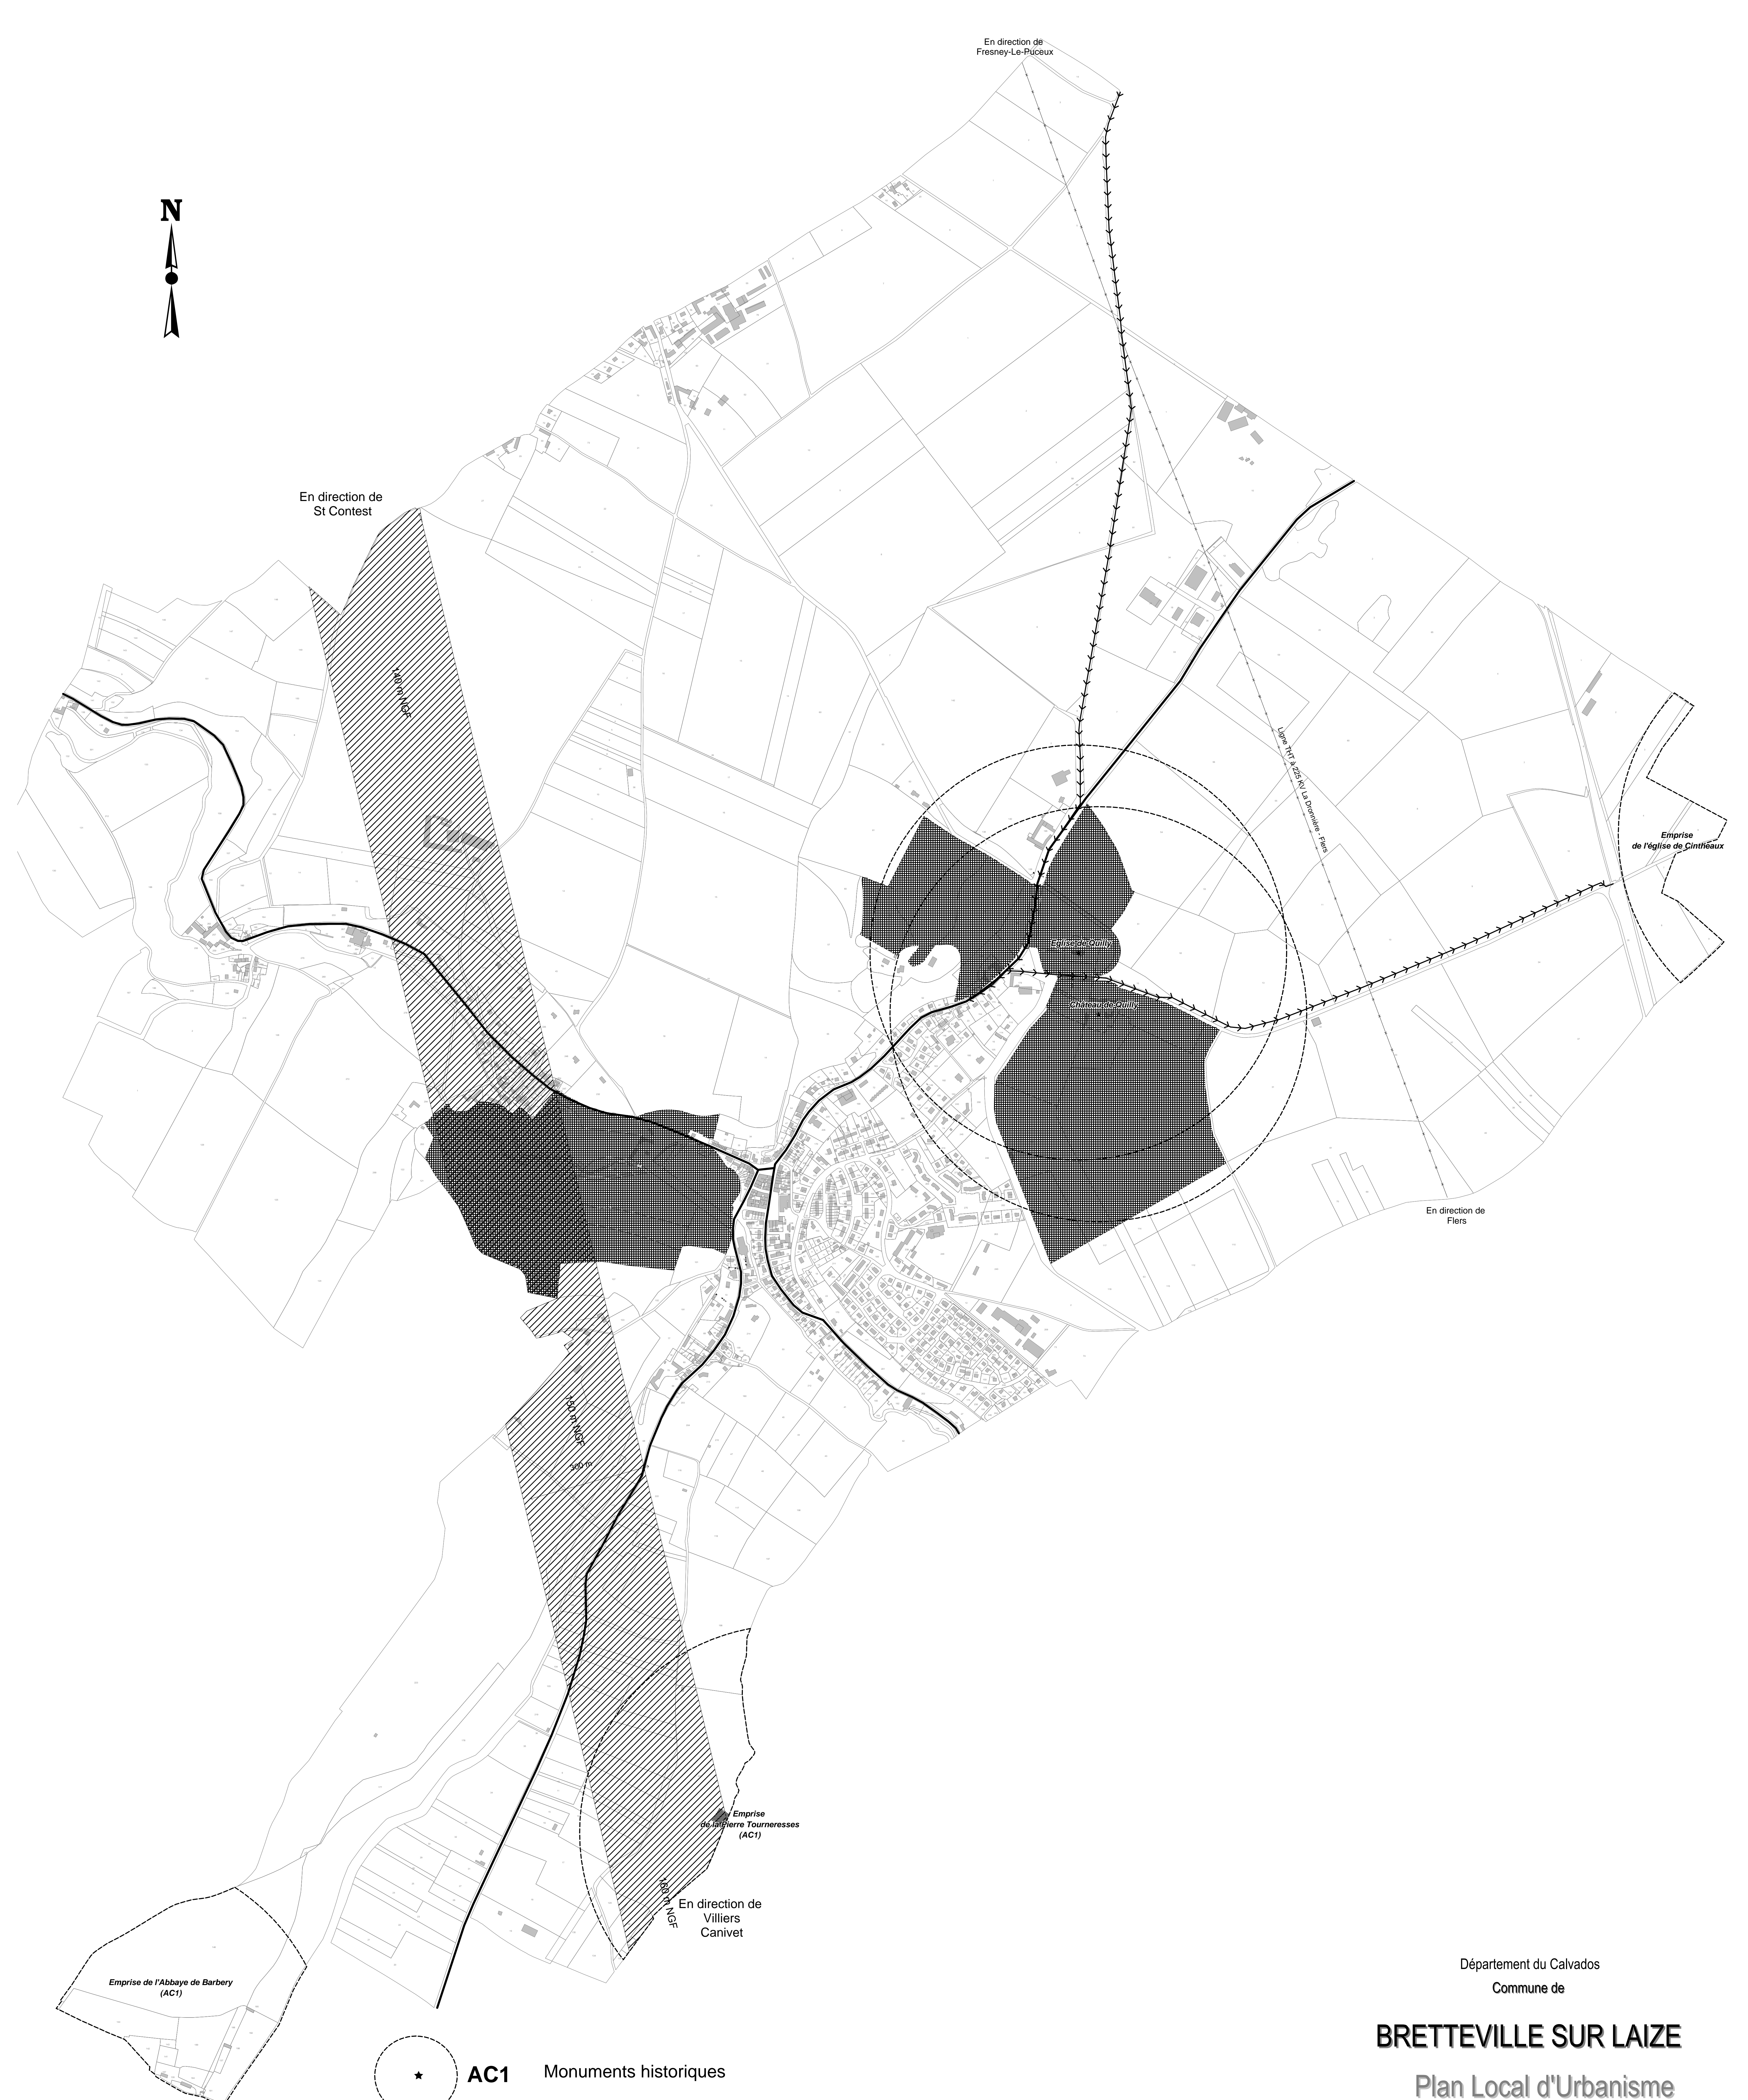 En direction de
Fresney-Le-Puceux
N
En direction de
St Contest
140 m NGF
Ligne THT à 225 KV La Dronnière - Flers
Emprise
de l'église de Cintheaux
Eglise de Quilly
Château de Quilly
En direction de
Flers
150 m NGF
500 m
Emprise
de la Pierre Tourneresses
(AC1)
160 m NGF
En direction de
Villiers
Canivet
Emprise de l'Abbaye de Barbery
(AC1)
AC1 Monuments historiques
Département du Calvados
Commune de
BRETTEVILLE SUR LAIZE
Plan Local d'Urbanisme